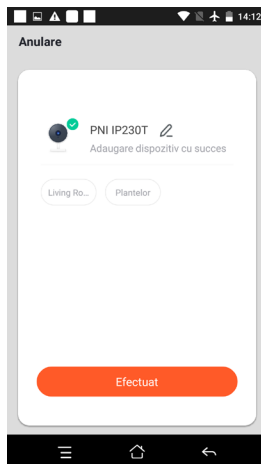 14:12
Anulare
PNI IP230T
Adaugare dispozitiv cu succes
Living Ro... Plantelor
Efectuat